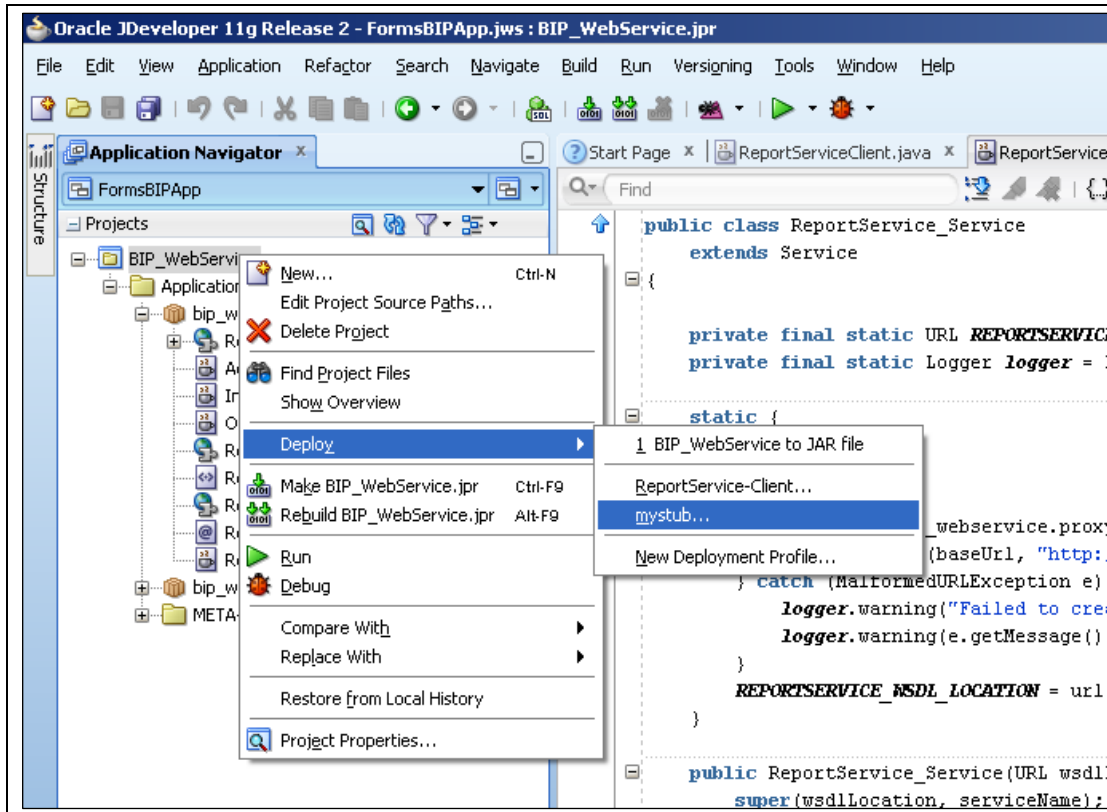 Oracle JDeveloper 11g Release 2 - FormsBIPApp.jws : BIP_WebService.jpr
File Edit View Application Refactor Search Navigate Build Run Versioning Tools Window Help
Structure
Application Navigator x
FormsBIPApp
Projects
BIP_WebServi
Application
bip_w
R
A
In
O
R
R
R
R
R
bip_w
META-
New... Ctrl-N
Edit Project Source Paths...
Delete Project
Find Project Files
Show Overview
Deploy
Make BIP_WebService.jpr Ctrl-F9
Rebuild BIP_WebService.jpr Alt-F9
Run
Debug
Compare With
Replace With
Restore from Local History
Project Properties...
1 BIP_WebService to JAR file
ReportService-Client...
mystub...
New Deployment Profile...
Start Page x ReportServiceClient.java x ReportService
Find
public class ReportService_Service
extends Service
{
private final static URL REPORTSERVIC
private final static Logger logger =
static {
_webservice.proxy
(baseUrl, "http:
} catch (MalformedURLException e)
logger.warning("Failed to crea
logger.warning(e.getMessage()
}
REPORTSERVICE_WSDL_LOCATION = url
}
public ReportService_Service(URL wsdl
super(wsdlLocation, serviceName);